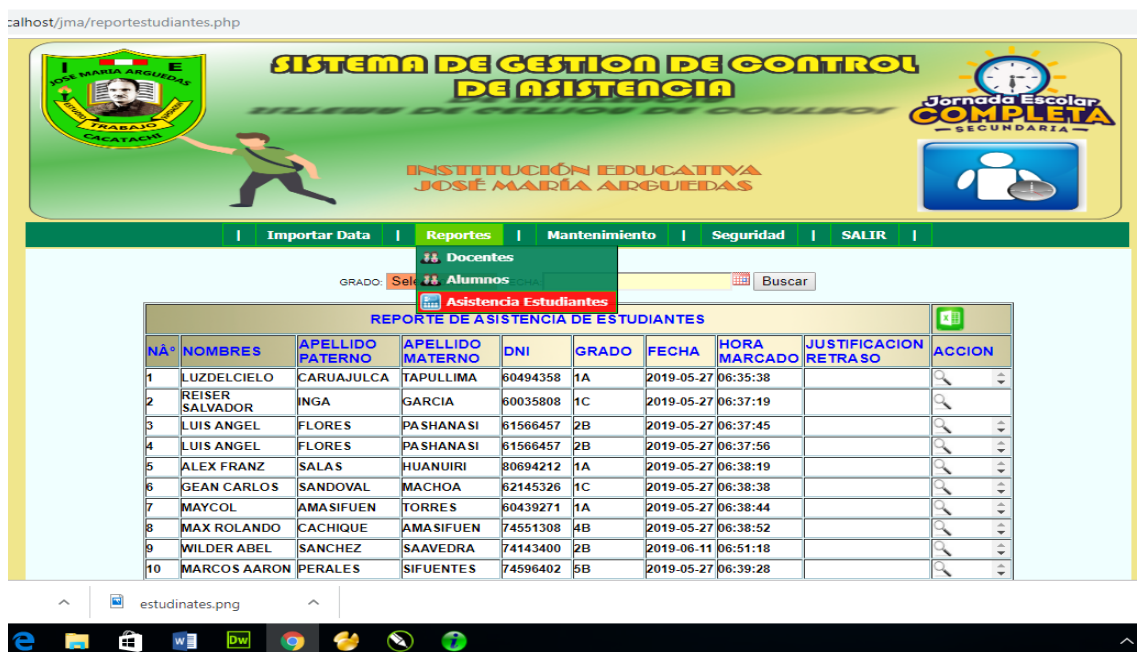 calhost/jma/reportestudiantes.php
SISTEMA DE GESTION DE CONTROL
DE ASISTENCIA
I E
JOSE MARIA ARGUEDAS
ESTUDIO TRABAJO
CACATACHI
Jornada Escolar
COMPLETA
SECUNDARIA
INSTITUCIÓN EDUCATIVA
JOSÉ MARÍA ARGUEDAS
| Importar Data | Reportes | Mantenimiento | Seguridad | SALIR |
Docentes
Alumnos
Asistencia Estudiantes
GRADO: Sele Buscar
REPORTE DE ASISTENCIA DE ESTUDIANTES
NÂº NOMBRES APELLIDO PATERNO APELLIDO MATERNO DNI GRADO FECHA HORA MARCADO JUSTIFICACION RETRASO ACCION
1 LUZDELCIELO CARUAJULCA TAPULLIMA 60494358 1A 2019-05-27 06:35:38
2 REISER SALVADOR INGA GARCIA 60035808 1C 2019-05-27 06:37:19
3 LUIS ANGEL FLORES PASHANASI 61566457 2B 2019-05-27 06:37:45
4 LUIS ANGEL FLORES PASHANASI 61566457 2B 2019-05-27 06:37:56
5 ALEX FRANZ SALAS HUANUIRI 80694212 1A 2019-05-27 06:38:19
6 GEAN CARLOS SANDOVAL MACHOA 62145326 1C 2019-05-27 06:38:38
7 MAYCOL AMASIFUEN TORRES 60439271 1A 2019-05-27 06:38:44
8 MAX ROLANDO CACHIQUE AMASIFUEN 74551308 4B 2019-05-27 06:38:52
9 WILDER ABEL SANCHEZ SAAVEDRA 74143400 2B 2019-06-11 06:51:18
10 MARCOS AARON PERALES SIFUENTES 74596402 5B 2019-05-27 06:39:28
estudinates.png
Dw